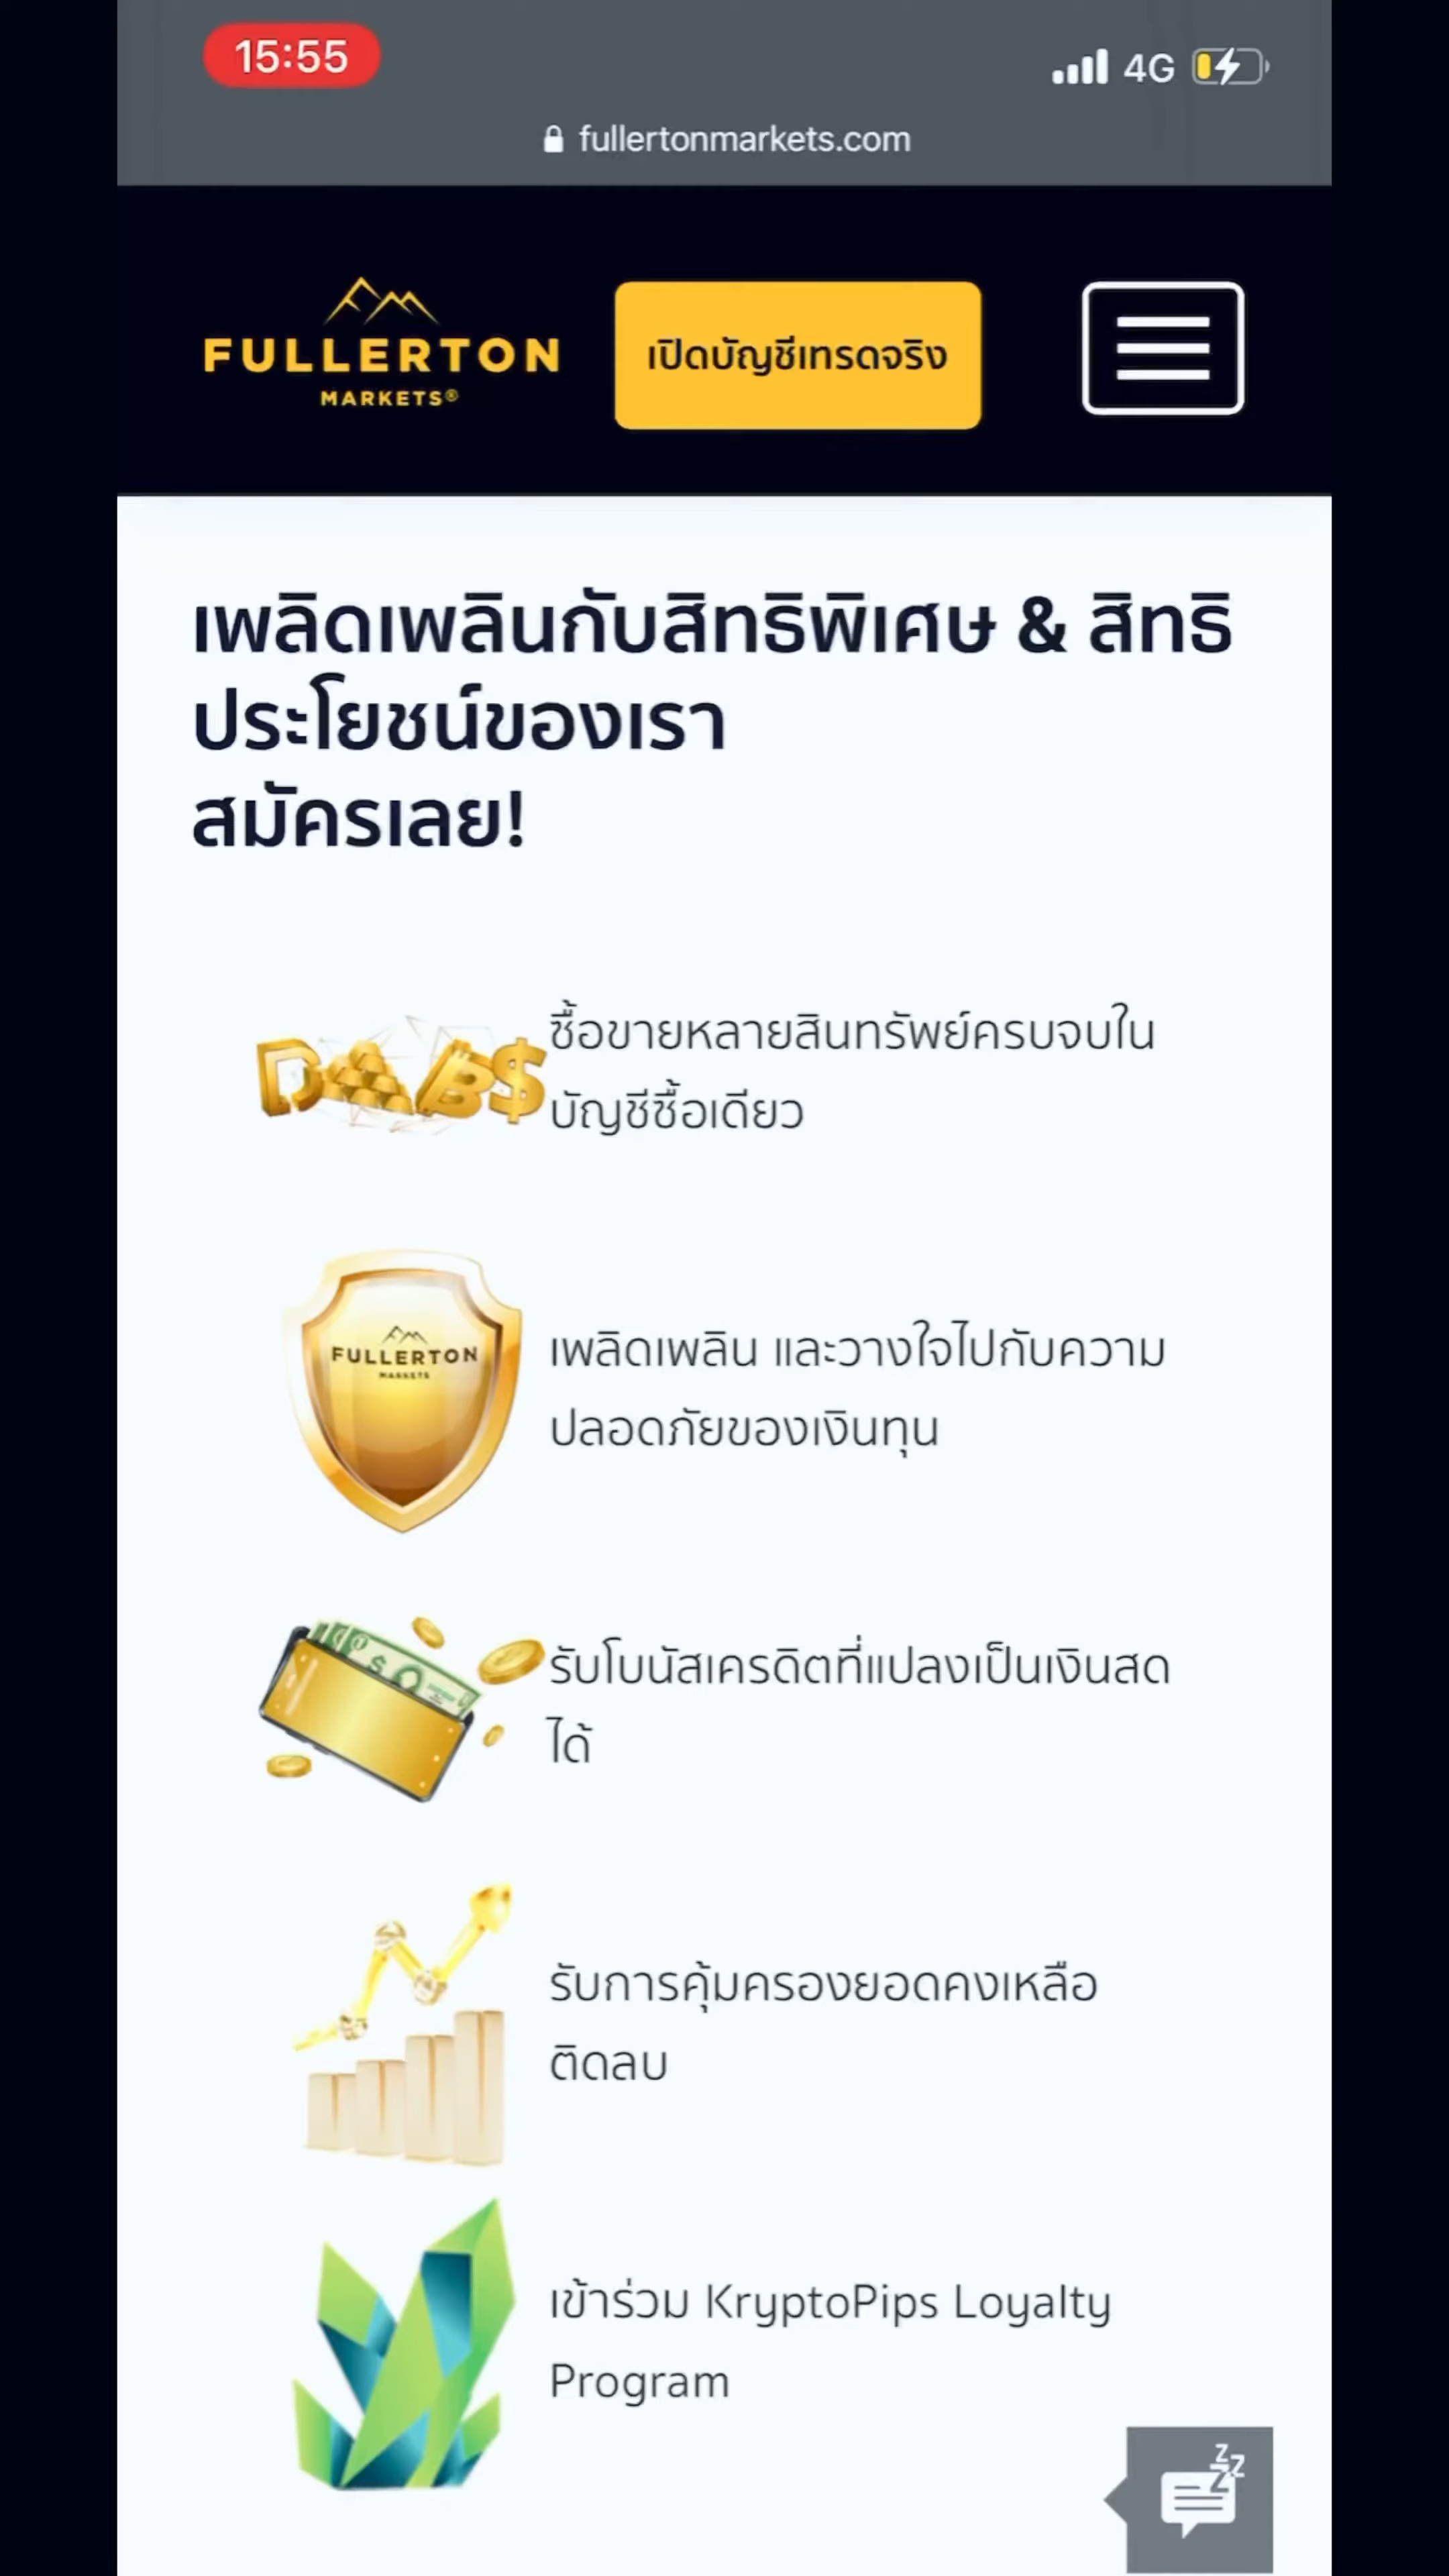 15:55
4G
fullertonmarkets.com
FULLERTON
MARKETS®
เปิดบัญชีเทรดจริง
เพลิดเพลินกับสิทธิพิเศษ & สิทธิ
ประโยชน์ของเรา
สมัครเลย!
ซื้อขายหลายสินทรัพย์ครบจบใน
บัญชีชื่อเดียว
FULLERTON
MARKETS
เพลิดเพลิน และวางใจไปกับความ
ปลอดภัยของเงินทุน
รับโบนัสเครดิตที่แปลงเป็นเงินสด
ได้
รับการคุ้มครองยอดคงเหลือ
ติดลบ
เข้าร่วม KryptoPips Loyalty
Program
zzz